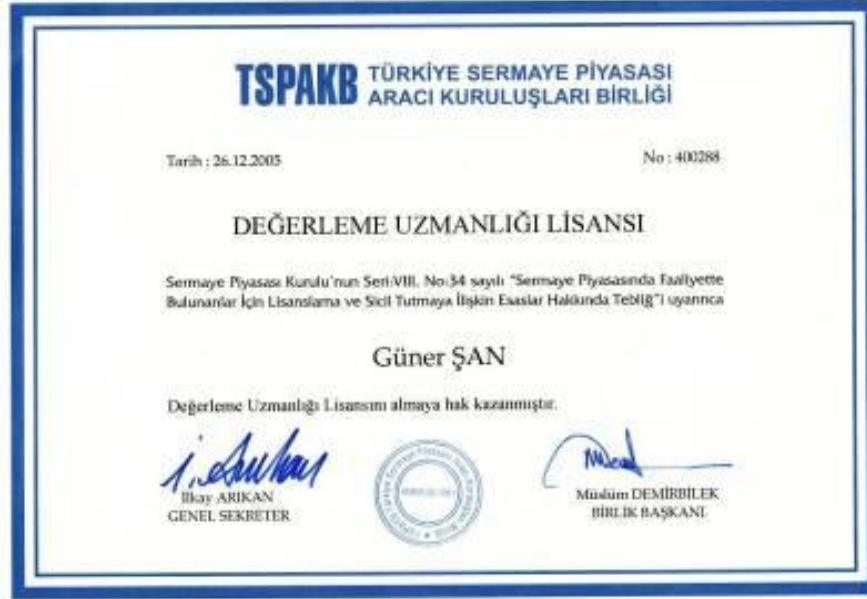 TSPAKB TÜRKİYE SERMAYE PİYASASI
ARACI KURULUŞLARI BİRLİĞİ
Tarih : 26.12.2005
No : 400288
DEĞERLEME UZMANLIĞI LİSANSI
Sermaye Piyasası Kurulu'nun Seri:VIII, No:34 sayılı "Sermaye Piyasasında Faaliyette
Bulunanlar İçin Lisanslama ve Sicil Tutmaya İlişkin Esaslar Hakkında Tebliğ"i uyarınca
Güner ŞAN
Değerleme Uzmanlığı Lisansını almaya hak kazanmıştır.
İlkay ARIKAN
GENEL SEKRETER
Müslüm DEMİRBİLEK
BİRLİK BAŞKANI